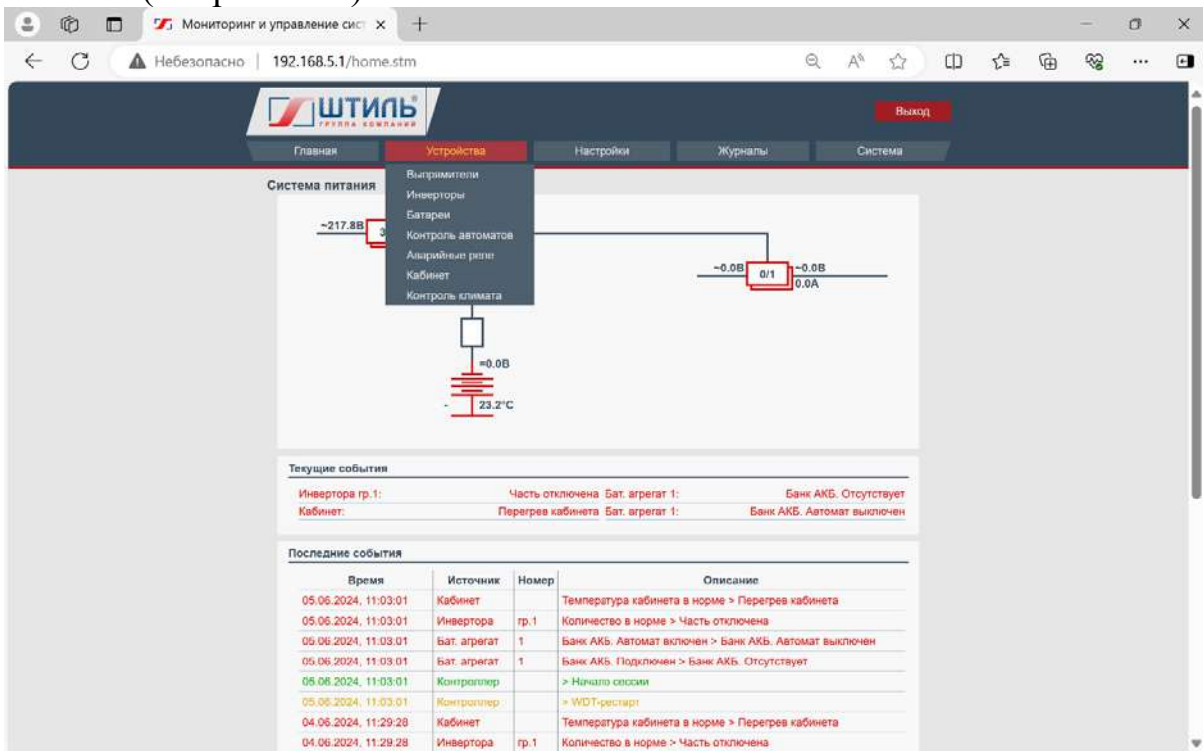 Мониторинг и управление сис
Небезопасно | 192.168.5.1/home.stm
ШТИЛЬ
ГРУППА КОМПАНИЙ
Выход
Главная Устройства Настройки Журналы Система
Выпрямители
Инверторы
Батареи
Контроль автоматов
Аварийные реле
Кабинет
Контроль климата
Система питания
~217.8В 3
~0.0В 0/1 ~0.0В
0.0А
=0.0В
- 23.2°C
Текущие события
Инвертора гр.1: Часть отключена Бат. агрегат 1: Банк АКБ. Отсутствует
Кабинет: Перегрев кабинета Бат. агрегат 1: Банк АКБ. Автомат выключен
Последние события
Время Источник Номер Описание
05.06.2024, 11:03:01 Кабинет Температура кабинета в норме > Перегрев кабинета
05.06.2024, 11:03:01 Инвертора гр.1 Количество в норме > Часть отключена
05.06.2024, 11:03:01 Бат. агрегат 1 Банк АКБ. Автомат включен > Банк АКБ. Автомат выключен
05.06.2024, 11:03:01 Бат. агрегат 1 Банк АКБ. Подключен > Банк АКБ. Отсутствует
05.06.2024, 11:03:01 Контроллер > Начало сессии
05.06.2024, 11:03:01 Контроллер > WDT-рестарт
04.06.2024, 11:29:28 Кабинет Температура кабинета в норме > Перегрев кабинета
04.06.2024, 11:29:28 Инвертора гр.1 Количество в норме > Часть отключена